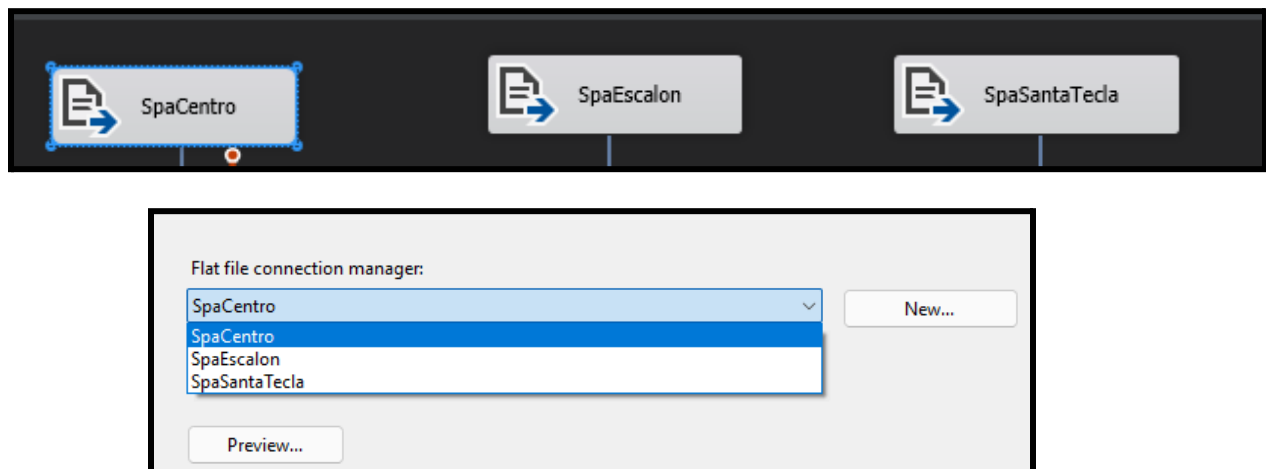 SpaCentro
SpaEscalon
SpaSantaTecla
Flat file connection manager:
SpaCentro
New...
SpaCentro
SpaEscalon
SpaSantaTecla
Preview...